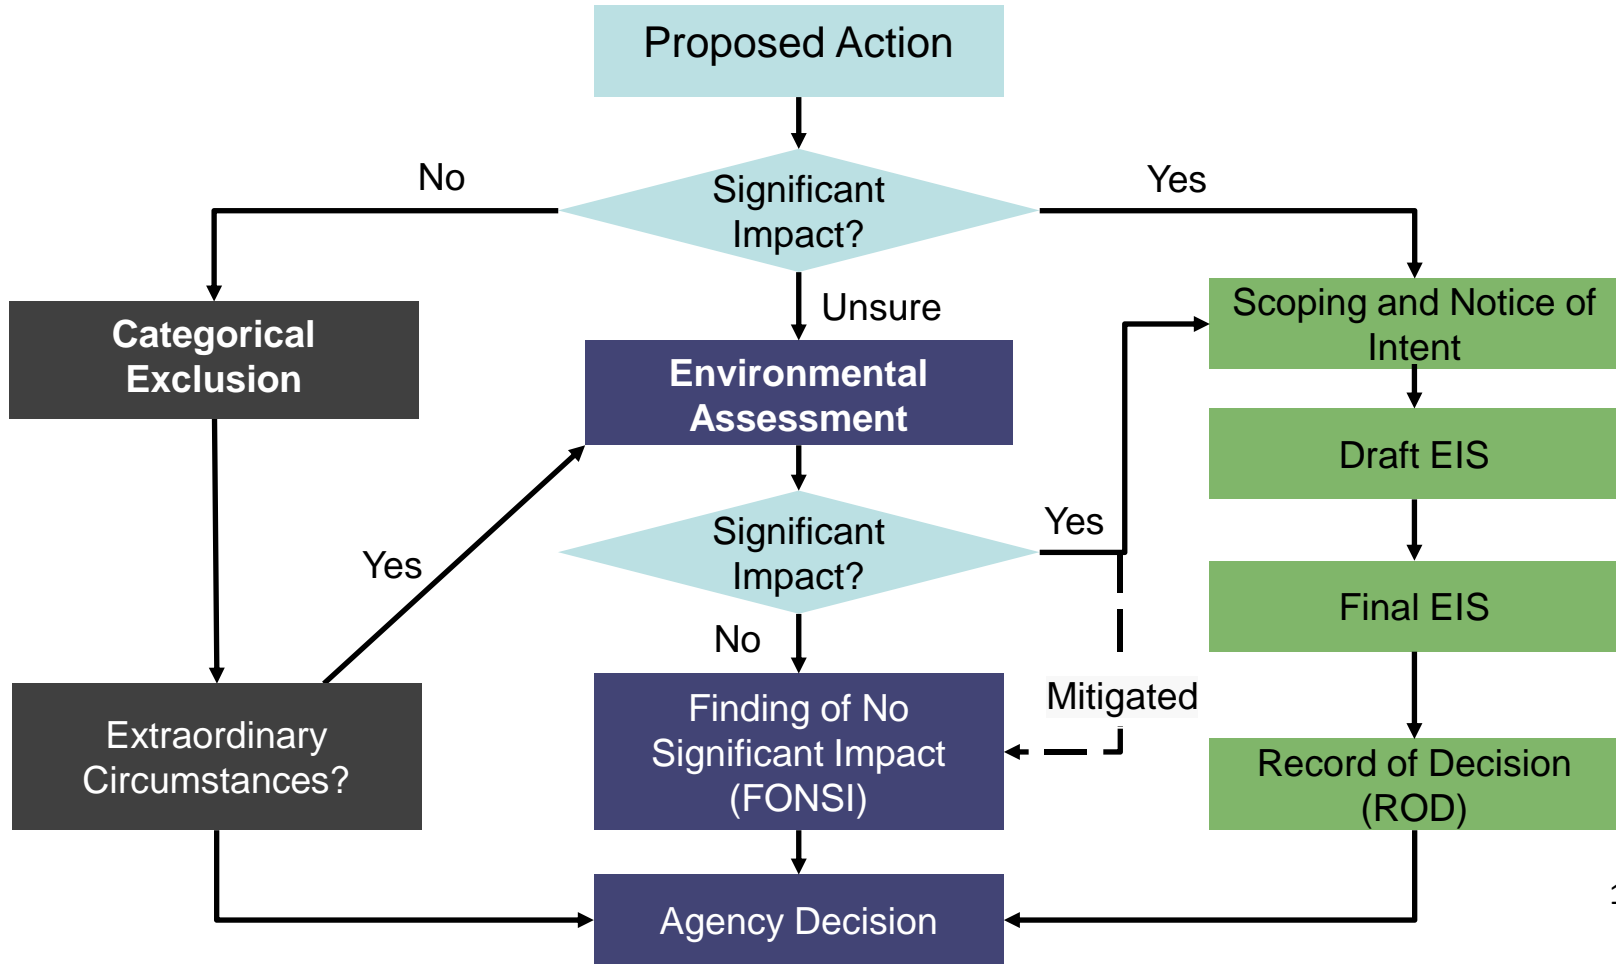 Proposed Action
No
Significant
Impact?
Yes
Unsure
Categorical
Exclusion
Environmental
Assessment
Scoping and Notice of
Intent
Draft EIS
Yes
Significant
Impact?
Yes
Final EIS
No
Mitigated
Extraordinary
Circumstances?
Finding of No
Significant Impact
(FONSI)
Record of Decision
(ROD)
Agency Decision